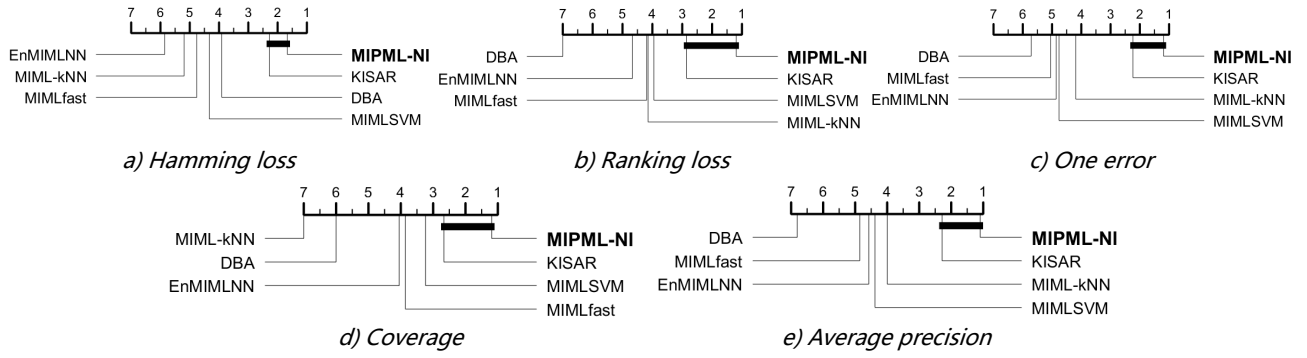 7 6 5 4 3 2 1
EnMIMLNN
MIML-kNN
MIMLfast
MIPML-NI
KISAR
DBA
MIMLSVM
a) Hamming loss
7 6 5 4 3 2 1
DBA
EnMIMLNN
MIMLfast
MIPML-NI
KISAR
MIMLSVM
MIML-kNN
b) Ranking loss
7 6 5 4 3 2 1
DBA
MIMLfast
EnMIMLNN
MIPML-NI
KISAR
MIML-kNN
MIMLSVM
c) One error
7 6 5 4 3 2 1
MIML-kNN
DBA
EnMIMLNN
MIPML-NI
KISAR
MIMLSVM
MIMLfast
d) Coverage
7 6 5 4 3 2 1
DBA
MIMLfast
EnMIMLNN
MIPML-NI
KISAR
MIML-kNN
MIMLSVM
e) Average precision